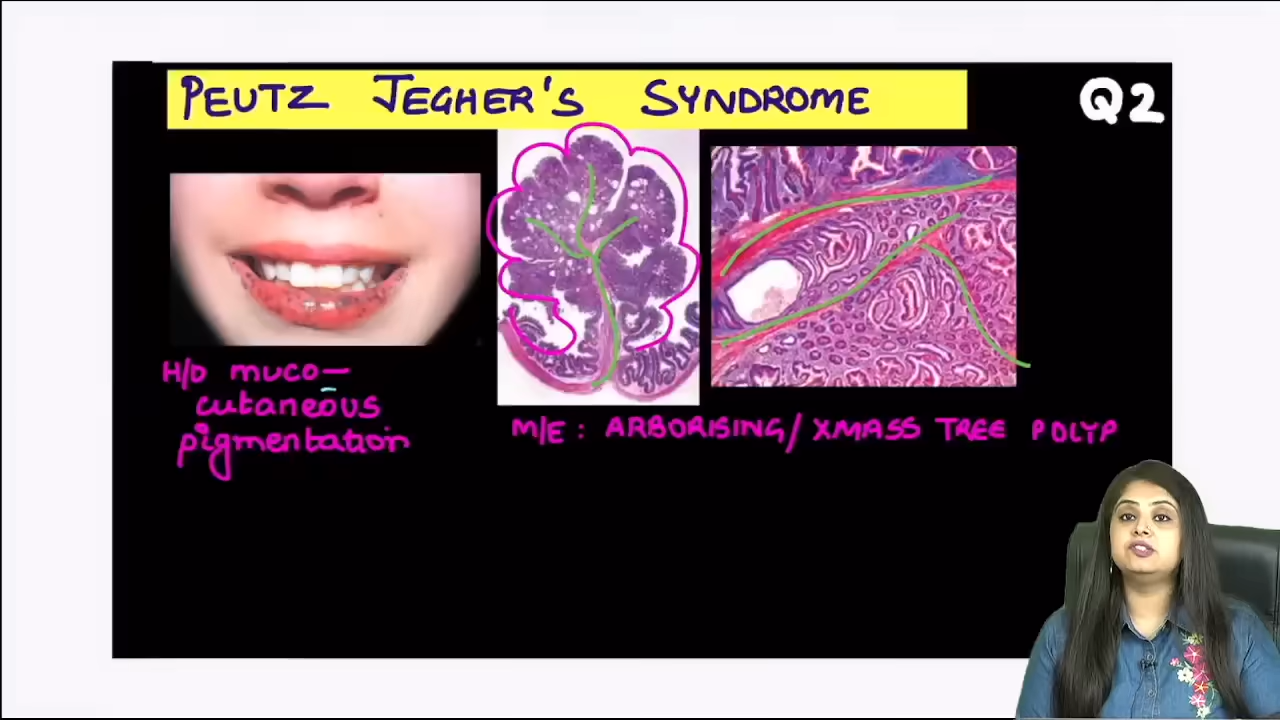 PEUTZ JEGHER'S SYNDROME
Q2
H/O muco-
cutaneous
pigmentation
M/E : ARBORISING/ XMASS TREE POLYP